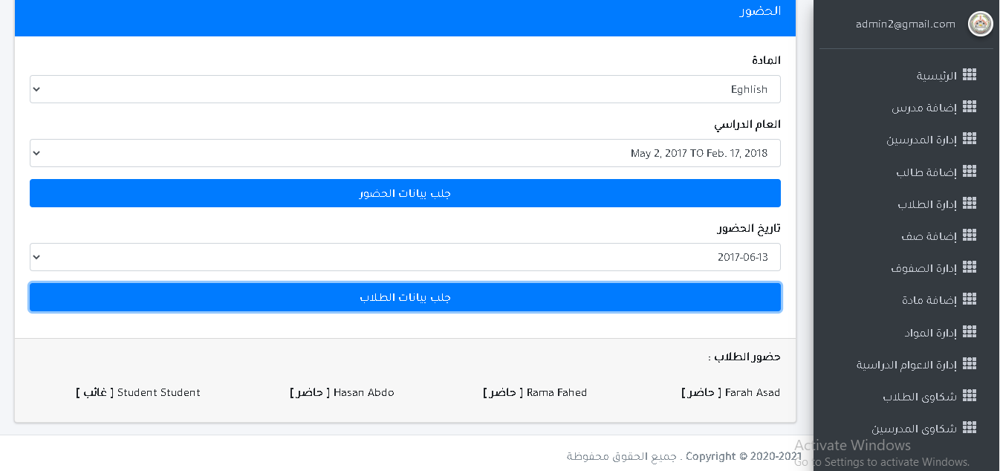 admin2@gmail.com
الرئيسية
إضافة مدرس
إدارة المدرسين
إضافة طالب
إدارة الطلاب
إضافة صف
إدارة الصفوف
إضافة مادة
إدارة المواد
إدارة الاعوام الدراسية
شكاوى الطلاب
شكاوى المدرسين
الحضور
المادة
Eghlish
العام الدراسي
May 2, 2017 TO Feb. 17, 2018
جلب بيانات الحضور
تاريخ الحضور
2017-06-13
جلب بيانات الطلاب
حضور الطلاب :
Farah Asad [ حاضر ]
Rama Fahed [ حاضر ]
Hasan Abdo [ حاضر ]
Student Student [ غائب ]
Copyright © 2020-2021 . جميع الحقوق محفوظة
Activate Windows
Go to Settings to activate Windows.